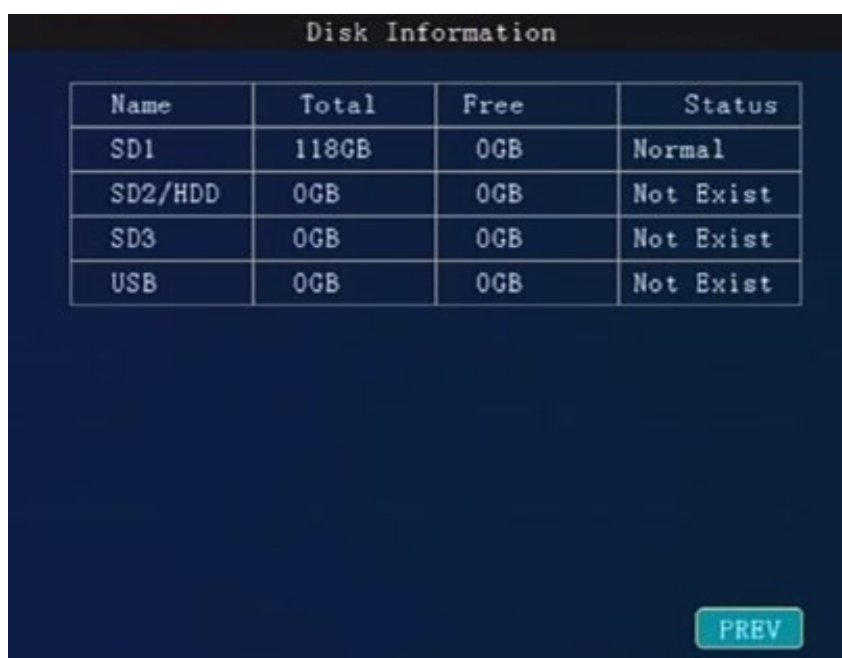 Disk Information
Name Total Free Status
SD1 118GB 0GB Normal
SD2/HDD 0GB 0GB Not Exist
SD3 0GB 0GB Not Exist
USB 0GB 0GB Not Exist
PREV